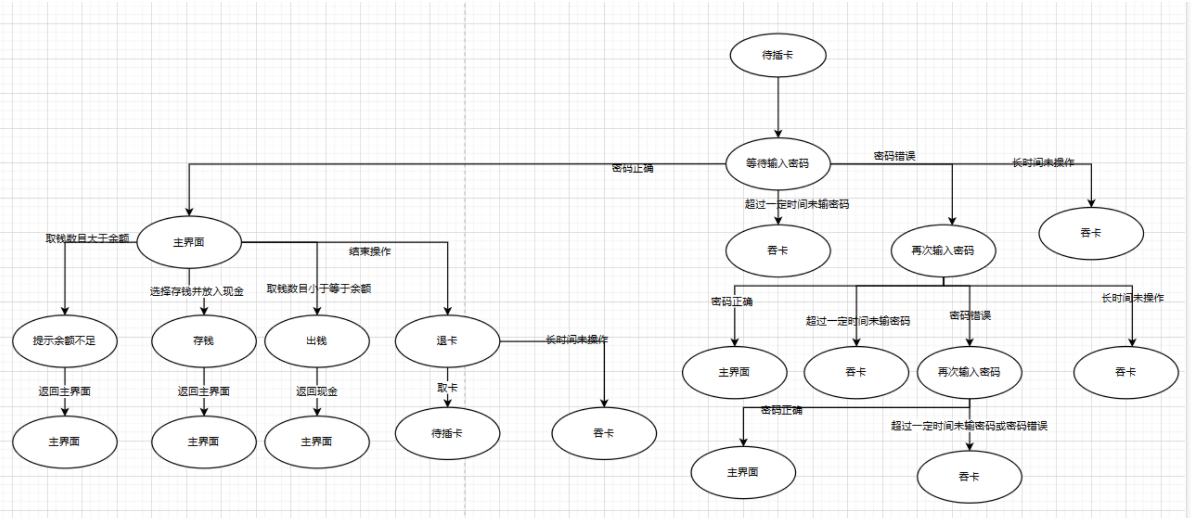 待插卡
等待输入密码
密码正确
密码错误
长时间未操作
超过一定时间未输密码
吞卡
再次输入密码
吞卡
主界面
取钱数目大于余额
选择存钱并放入现金
取钱数目小于等于余额
结束操作
提示余额不足
存钱
出钱
退卡
长时间未操作
返回主界面
返回主界面
返回现金
取卡
主界面
主界面
主界面
待插卡
吞卡
密码正确
超过一定时间未输密码
密码错误
长时间未操作
主界面
吞卡
再次输入密码
吞卡
密码正确
超过一定时间未输密码或密码错误
主界面
吞卡